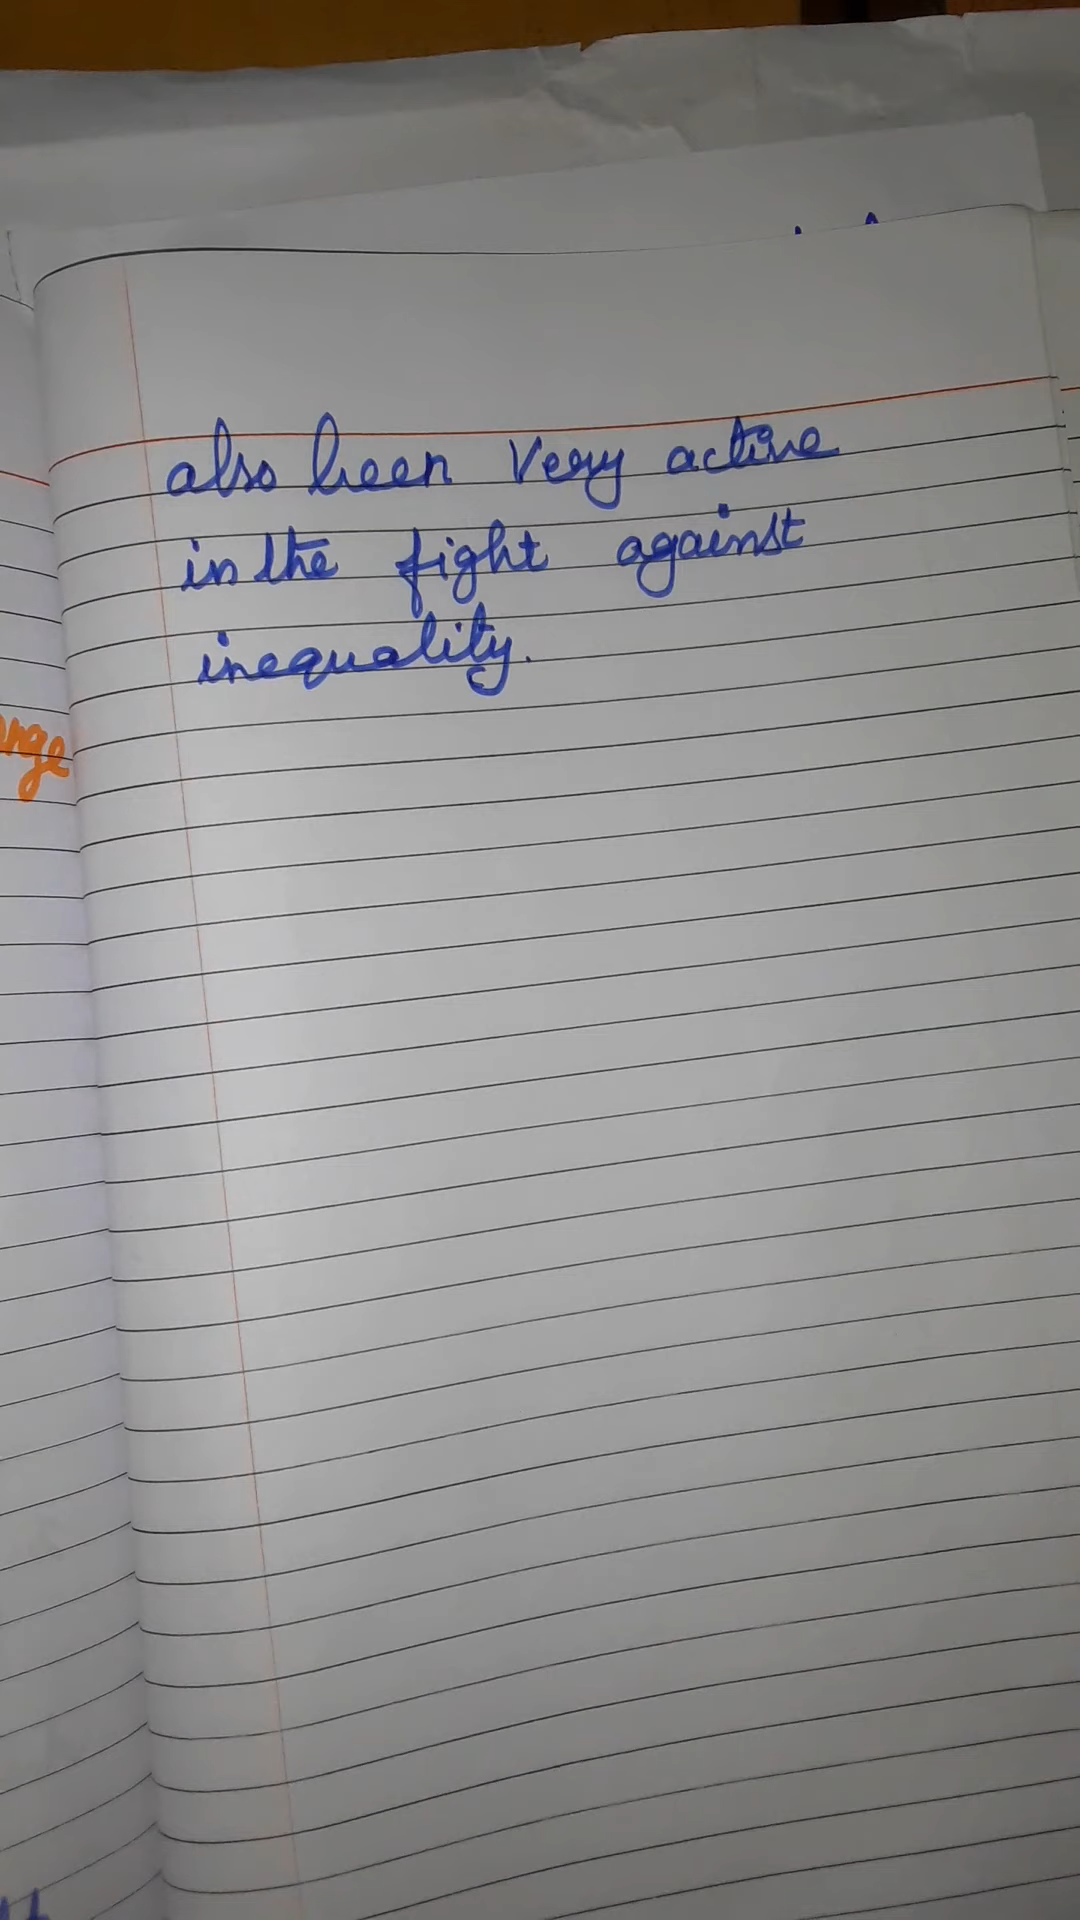 also been very active
in the fight against
inequality.